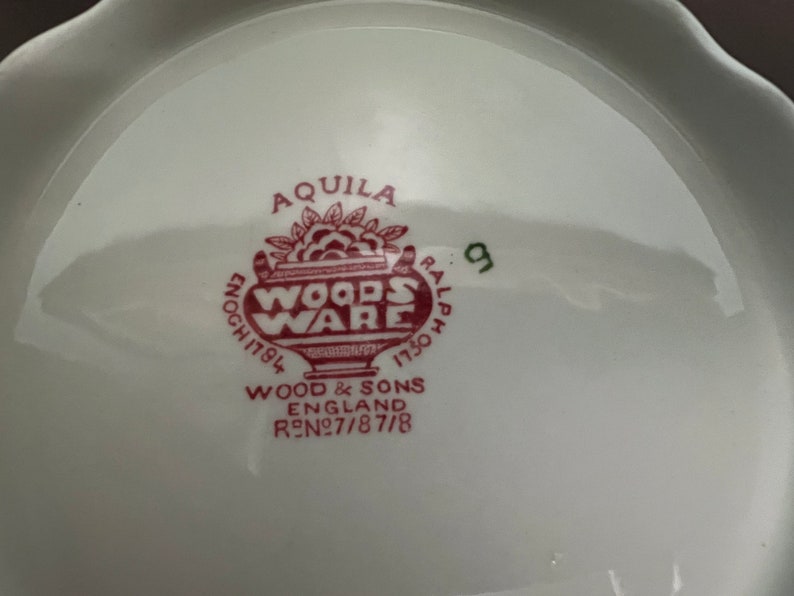 AQUILA
WOODS
WARE
ENOCH 1784
RALPH 1750
WOOD & SONS
ENGLAND
RD No 718718
9